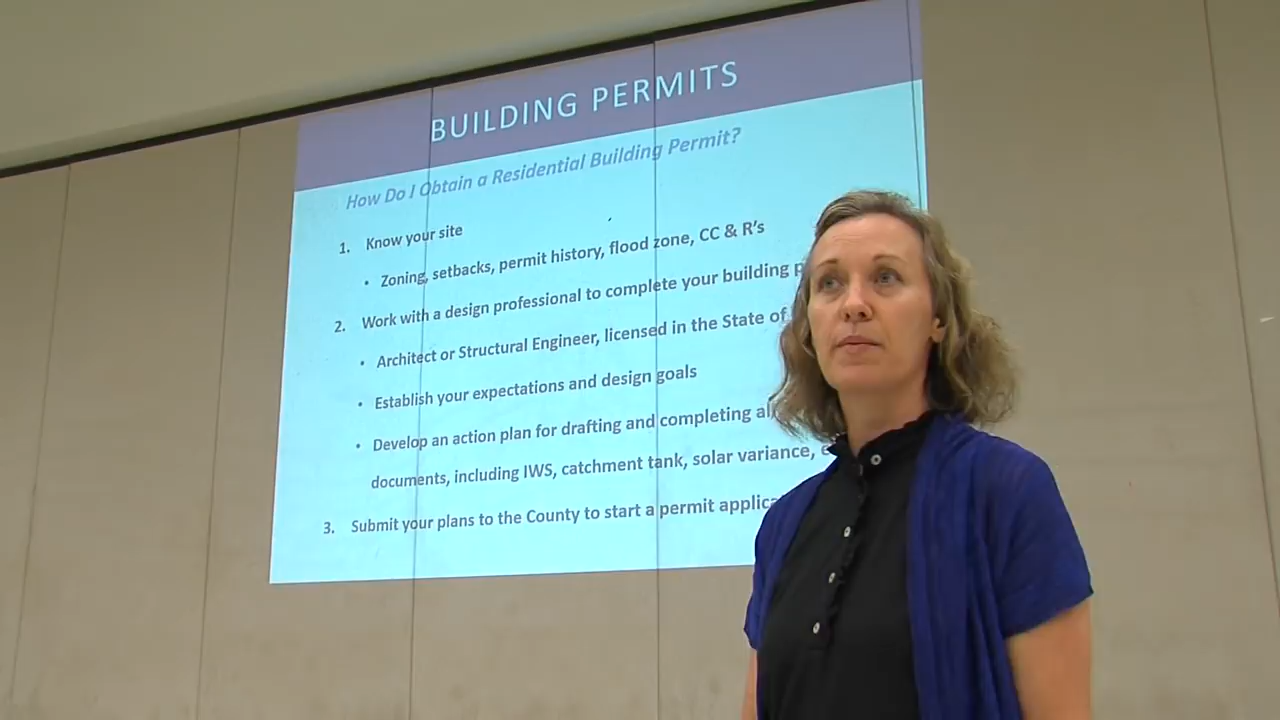 BUILDING PERMITS
How Do I Obtain a Residential Building Permit?
1. Know your site
• Zoning, setbacks, permit history, flood zone, CC & R's
2. Work with a design professional to complete your building
• Architect or Structural Engineer, licensed in the State of
• Establish your expectations and design goals
• Develop an action plan for drafting and completing
documents, including IWS, catchment tank, solar variance,
3. Submit your plans to the County to start a permit